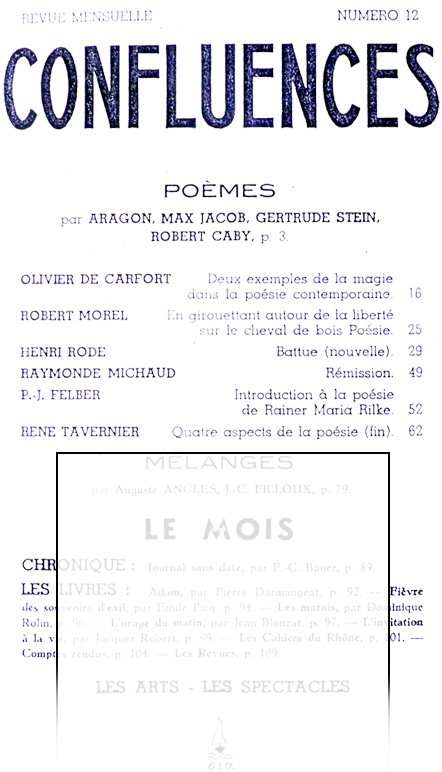 REVUE MENSUELLE NUMERO 12
CONFLUENCES
POÈMES
par ARAGON, MAX JACOB, GERTRUDE STEIN,
ROBERT CABY, p. 3.
OLIVIER DE CARFORT Deux exemples de la magie
dans la poésie contemporaine. 16
ROBERT MOREL En girouettant autour de la liberté
sur le cheval de bois Poésie. 25
HENRI RODE Battue (nouvelle). 29
RAYMONDE MICHAUD Rémission. 49
P.-J. FELBER Introduction à la poésie
de Rainer Maria Rilke. 52
RENE TAVERNIER Quatre aspects de la poésie (fin). 62
MELANGES
par Auguste ANGLES, J.-C. FILLOUX, p. 79.
LE MOIS
CHRONIQUE : Journal sans date, par F.-C. Bauer, p. 89.
LES LIVRES : Adam, par Pierre Darmangeat, p. 92. — Fièvre
des souvenirs d'exil, par Emile Picq, p. 94. — Les marais, par Dominique
Rolin, p. 96. — L'orage du matin, par Jean Blanzat, p. 97. — L'invitation
à la vie, par Jacques Robert, p. 99. — Les Cahiers du Rhône, p. 101. —
Comptes rendus, p. 104. — Les Revues, p. 109.
LES ARTS - LES SPECTACLES